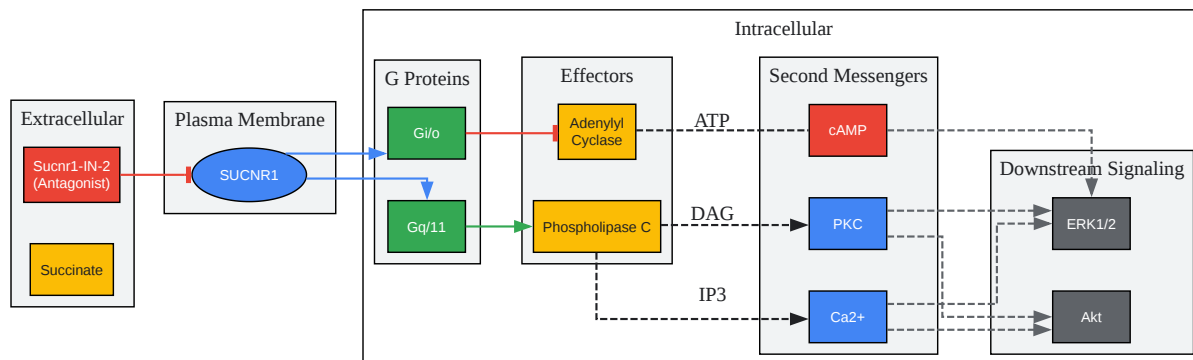 Intracellular
G Proteins
Effectors
Second Messengers
Extracellular
Plasma Membrane
Gi/o
Adenylyl
Cyclase
ATP
cAMP
Sucnr1-IN-2
(Antagonist)
SUCNR1
Downstream Signaling
Gq/11
Phospholipase C
DAG
PKC
ERK1/2
Succinate
IP3
Ca2+
Akt